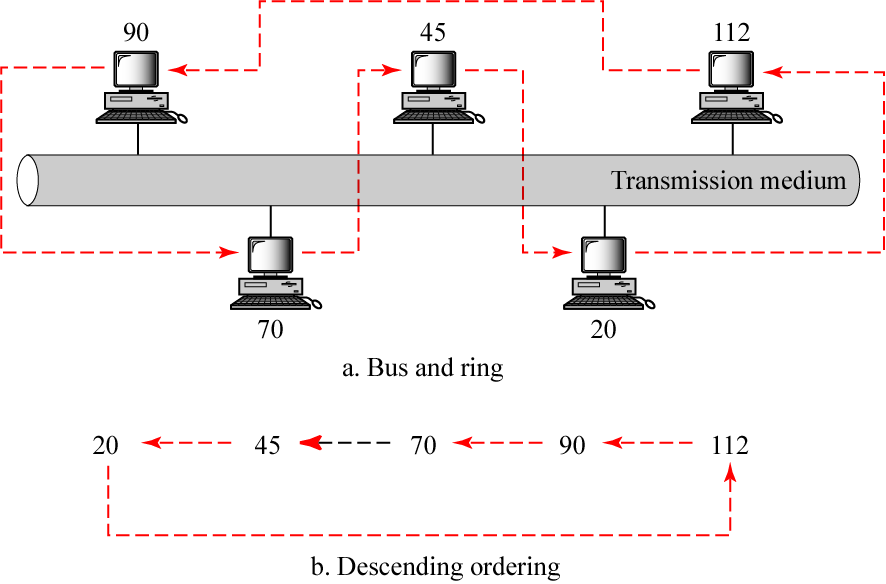 90 45 112
Transmission medium
70 20
a. Bus and ring
20 45 70 90 112
b. Descending ordering